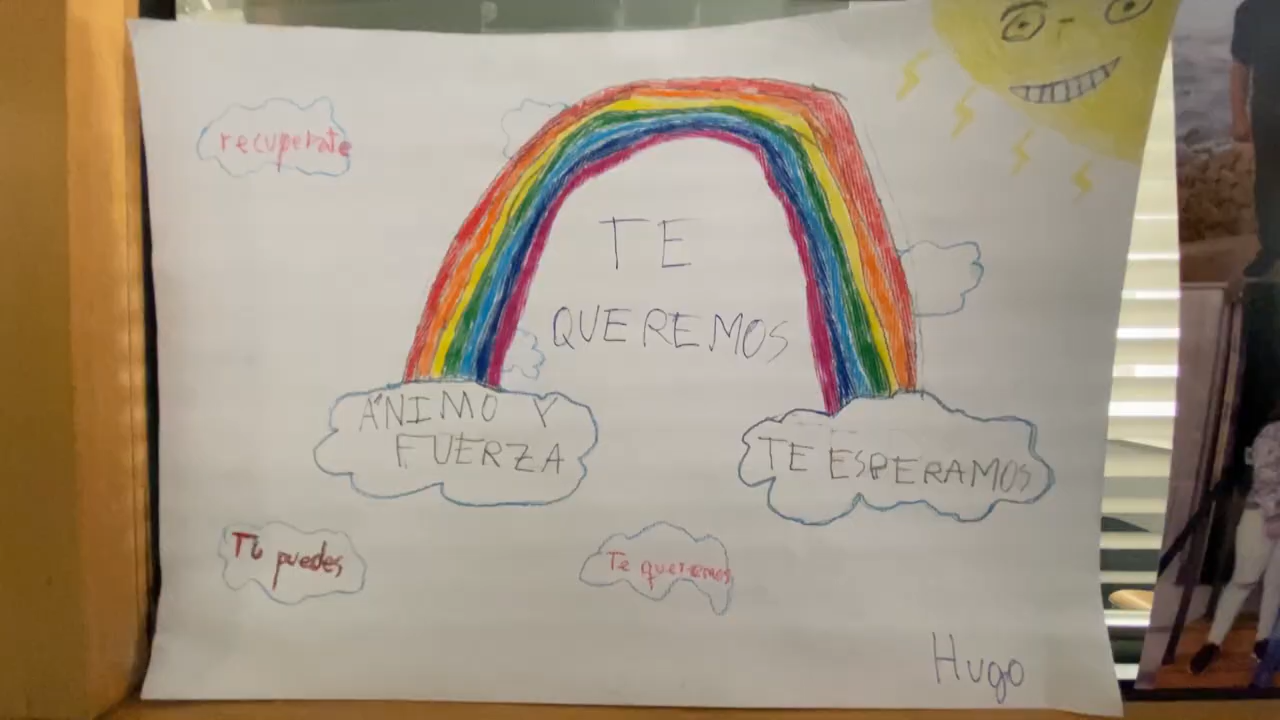 recuperate
TE
QUEREMOS
ÁNIMO Y
FUERZA
TE ESPERAMOS
Tú puedes
Te queremos
Hugo